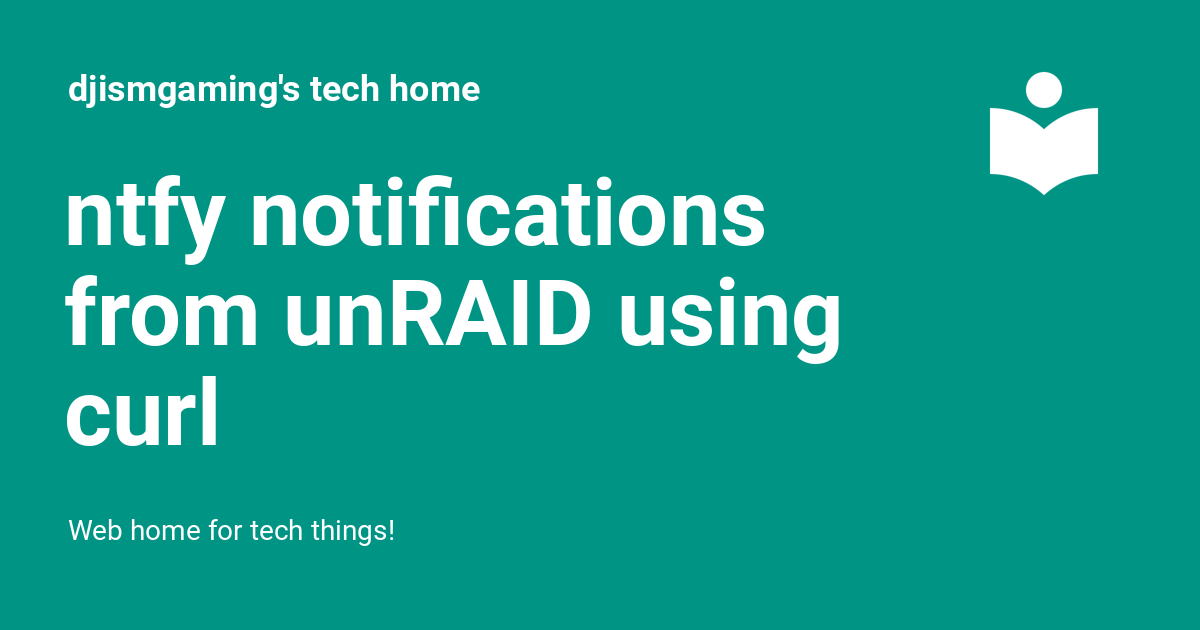 djismgaming's tech home
ntfy notifications
from unRAID using
curl
Web home for tech things!